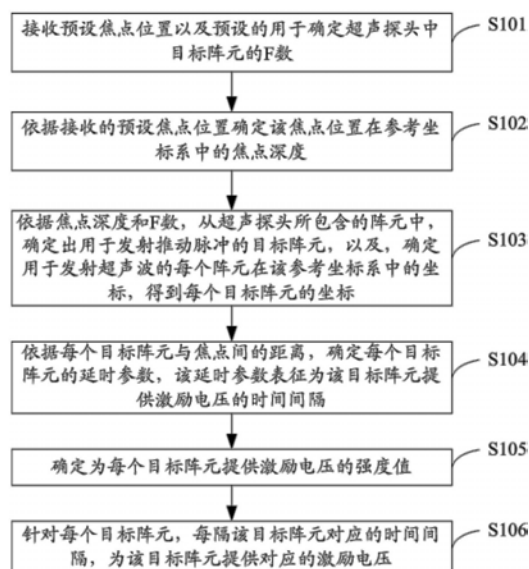 接收预设焦点位置以及预设的用于确定超声探头中
目标阵元的F数
S101
依据接收的预设焦点位置确定该焦点位置在参考坐
标系中的焦点深度
S102
依据焦点深度和F数，从超声探头所包含的阵元中，
确定出用于发射推动脉冲的目标阵元，以及，确定
用于发射超声波的每个阵元在该参考坐标系中的坐
标，得到每个目标阵元的坐标
S103
依据每个目标阵元与焦点间的距离，确定每个目标
阵元的延时参数，该延时参数表征为该目标阵元提
供激励电压的时间间隔
S104
确定为每个目标阵元提供激励电压的强度值
S105
针对每个目标阵元，每隔该目标阵元对应的时间间
隔，为该目标阵元提供对应的激励电压
S106